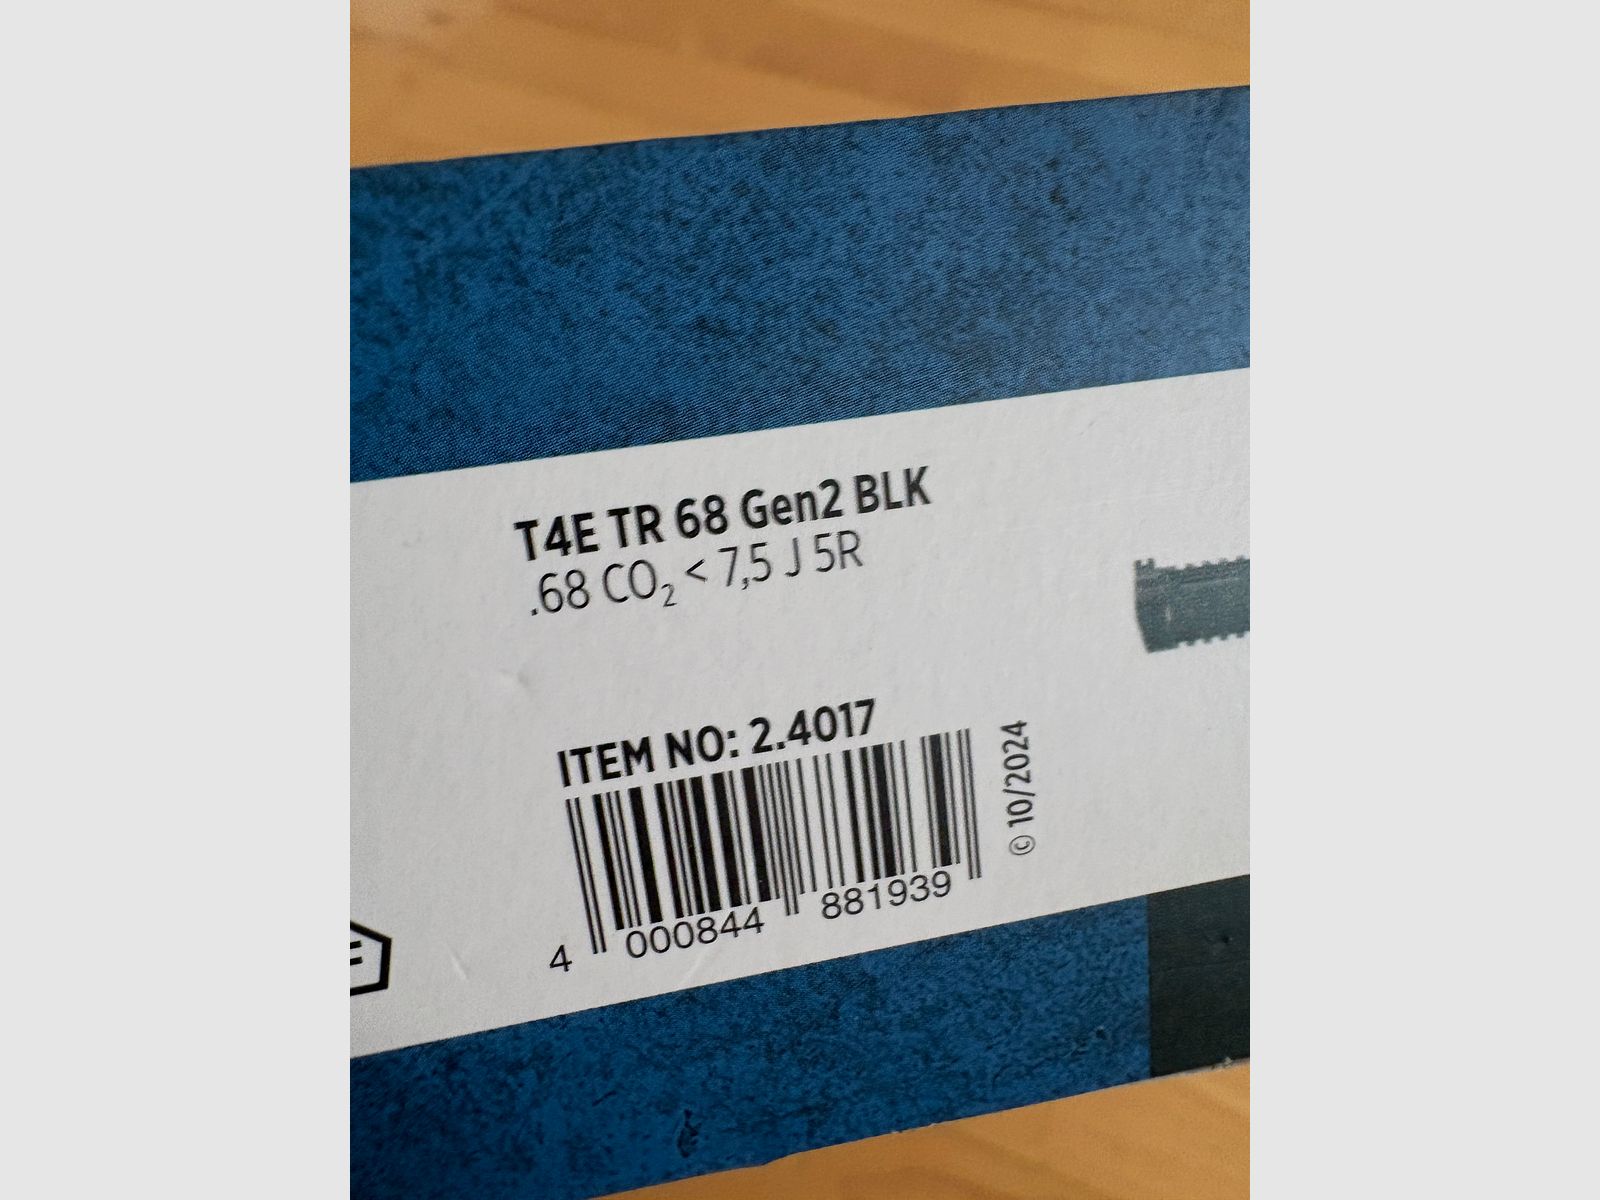 T4E TR 68 Gen2 BLK
.68 CO₂ < 7,5 J 5R
ITEM NO: 2.4017
4 000844 881939
© 10/2024
F